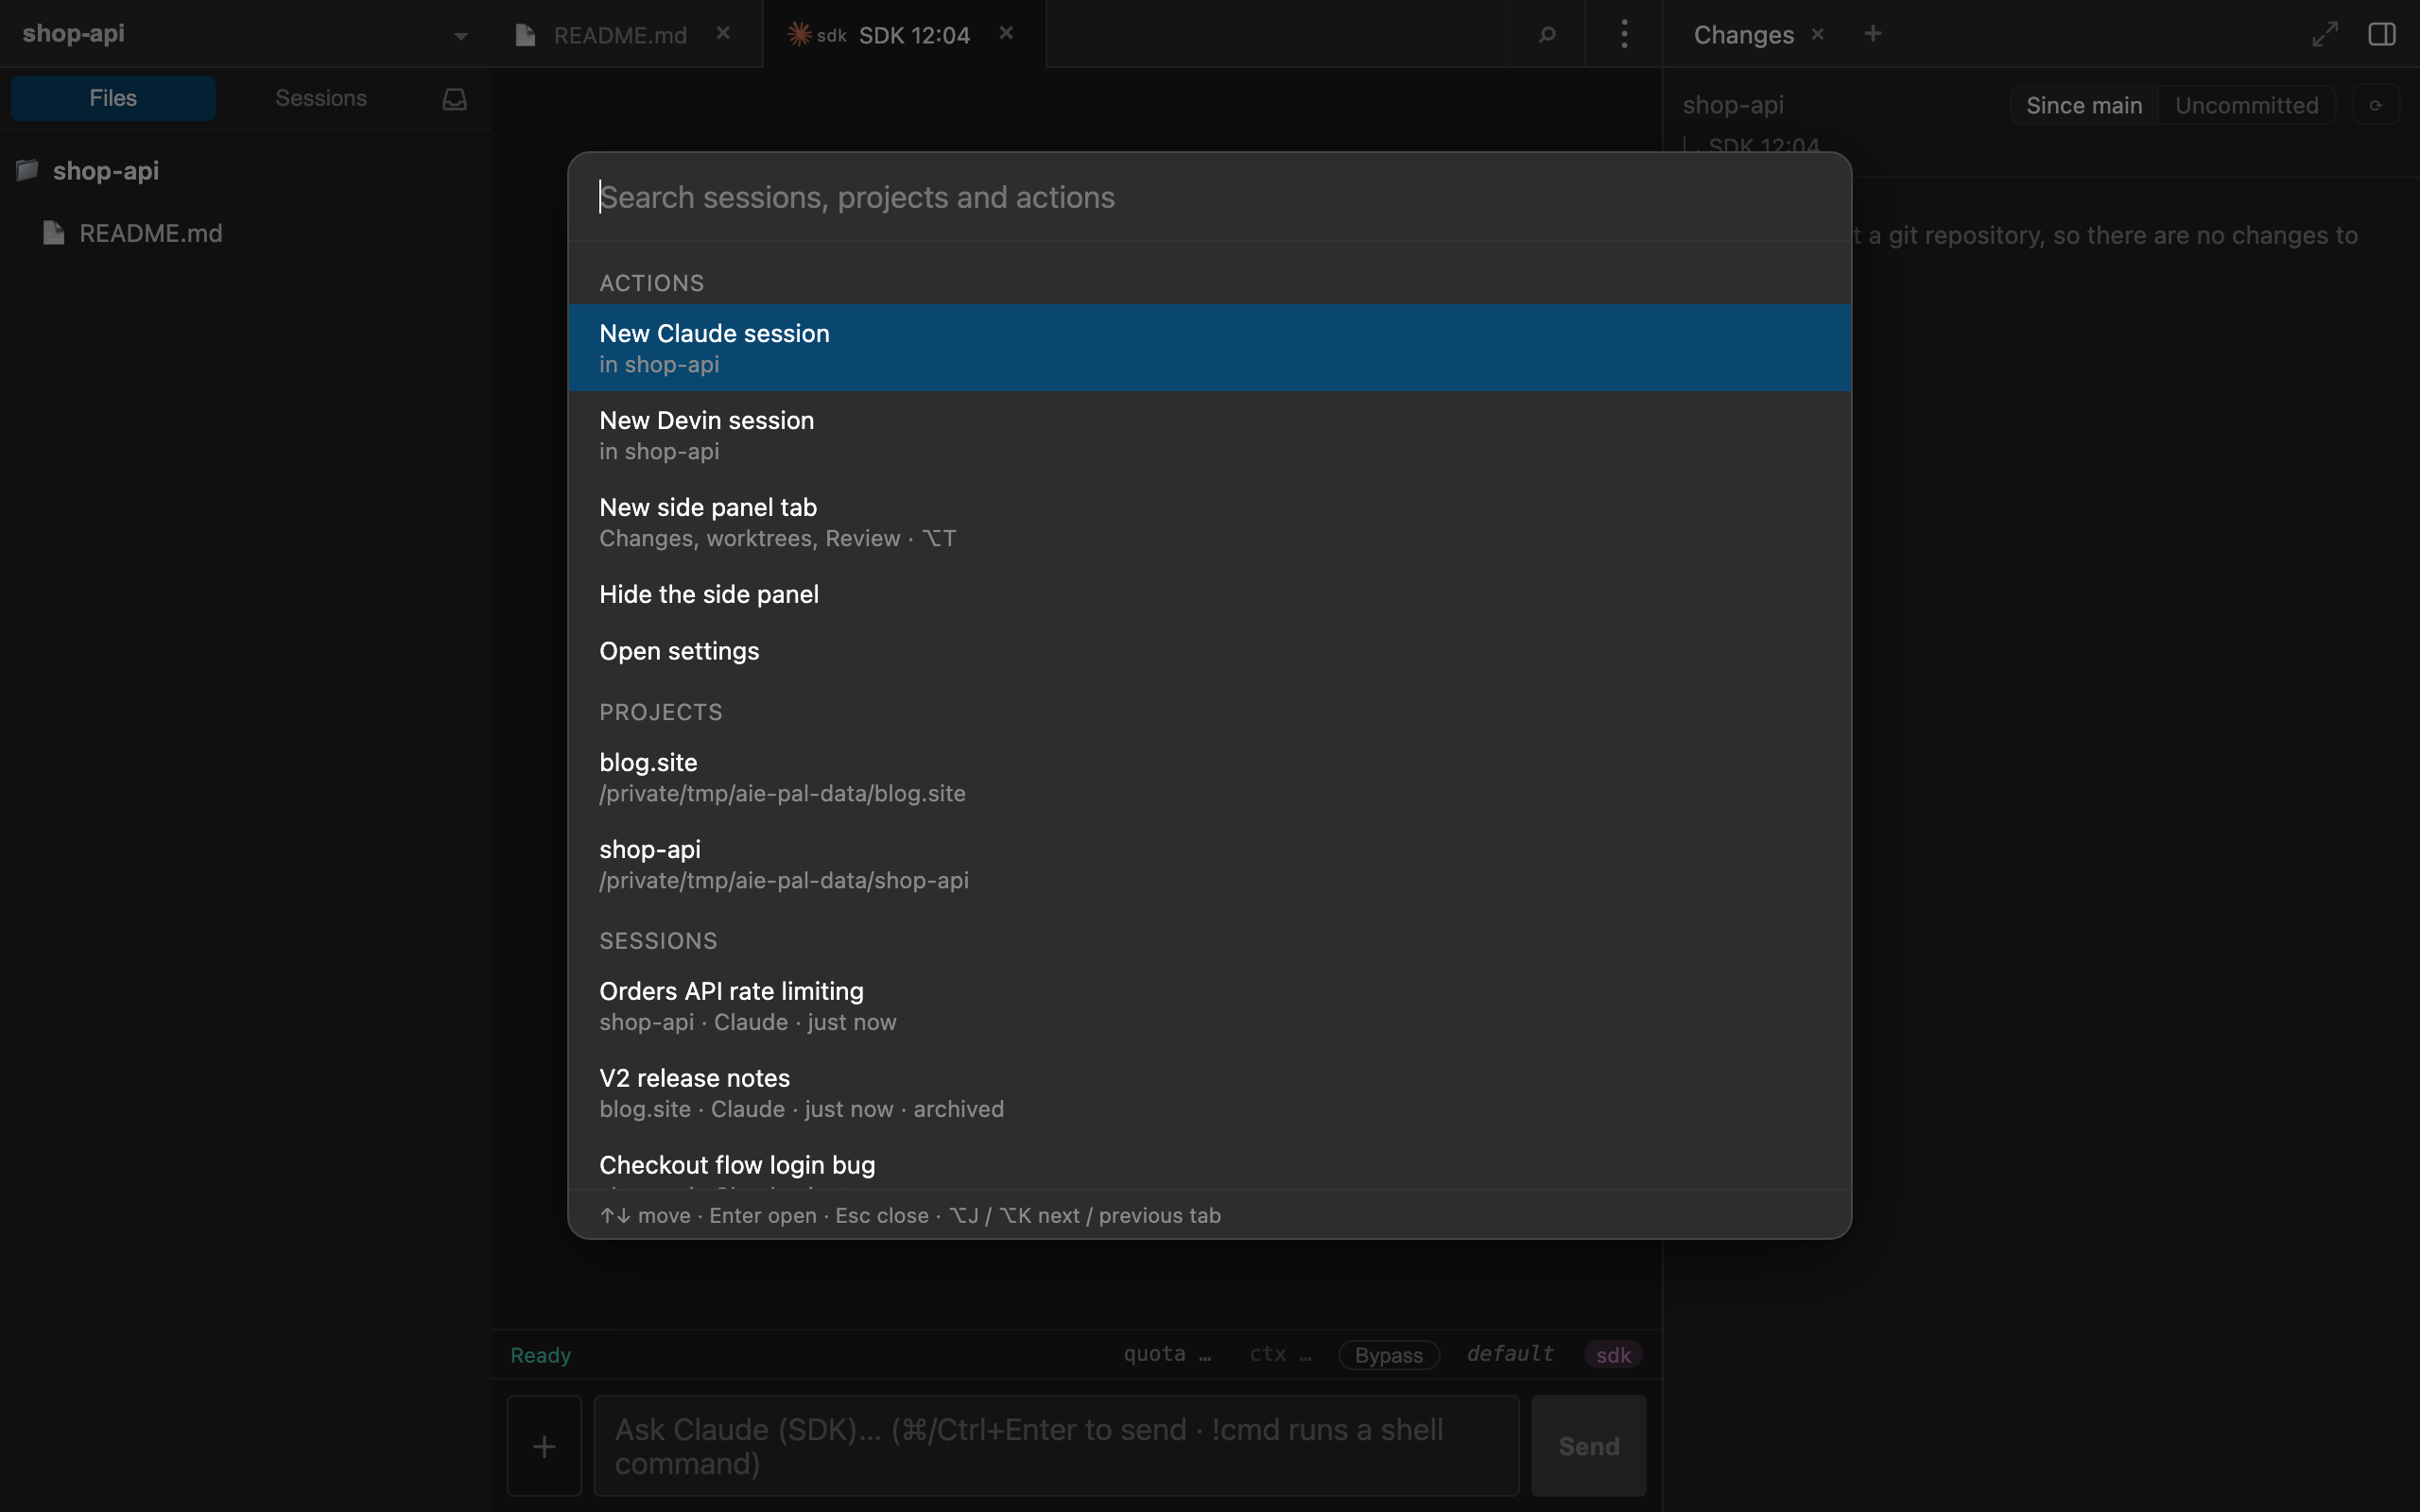 shop-api
README.md
sdk SDK 12:04
Changes
Files
Sessions
shop-api
README.md
shop-api
Since main
Uncommitted
SDK 12:04
t a git repository, so there are no changes to
Search sessions, projects and actions
ACTIONS
New Claude session
in shop-api
New Devin session
in shop-api
New side panel tab
Changes, worktrees, Review · ⌥T
Hide the side panel
Open settings
PROJECTS
blog.site
/private/tmp/aie-pal-data/blog.site
shop-api
/private/tmp/aie-pal-data/shop-api
SESSIONS
Orders API rate limiting
shop-api · Claude · just now
V2 release notes
blog.site · Claude · just now · archived
Checkout flow login bug
↑↓ move · Enter open · Esc close · ⌥J / ⌥K next / previous tab
Ready
quota …
ctx …
Bypass
default
sdk
Ask Claude (SDK)... (⌘/Ctrl+Enter to send · !cmd runs a shell
command)
Send